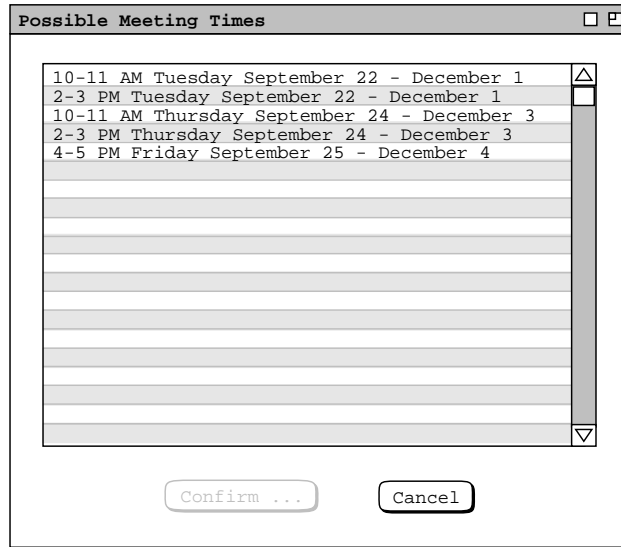 Possible Meeting Times
10-11 AM Tuesday September 22 - December 1
2-3 PM Tuesday September 22 - December 1
10-11 AM Thursday September 24 - December 3
2-3 PM Thursday September 24 - December 3
4-5 PM Friday September 25 - December 4
Confirm ...
Cancel